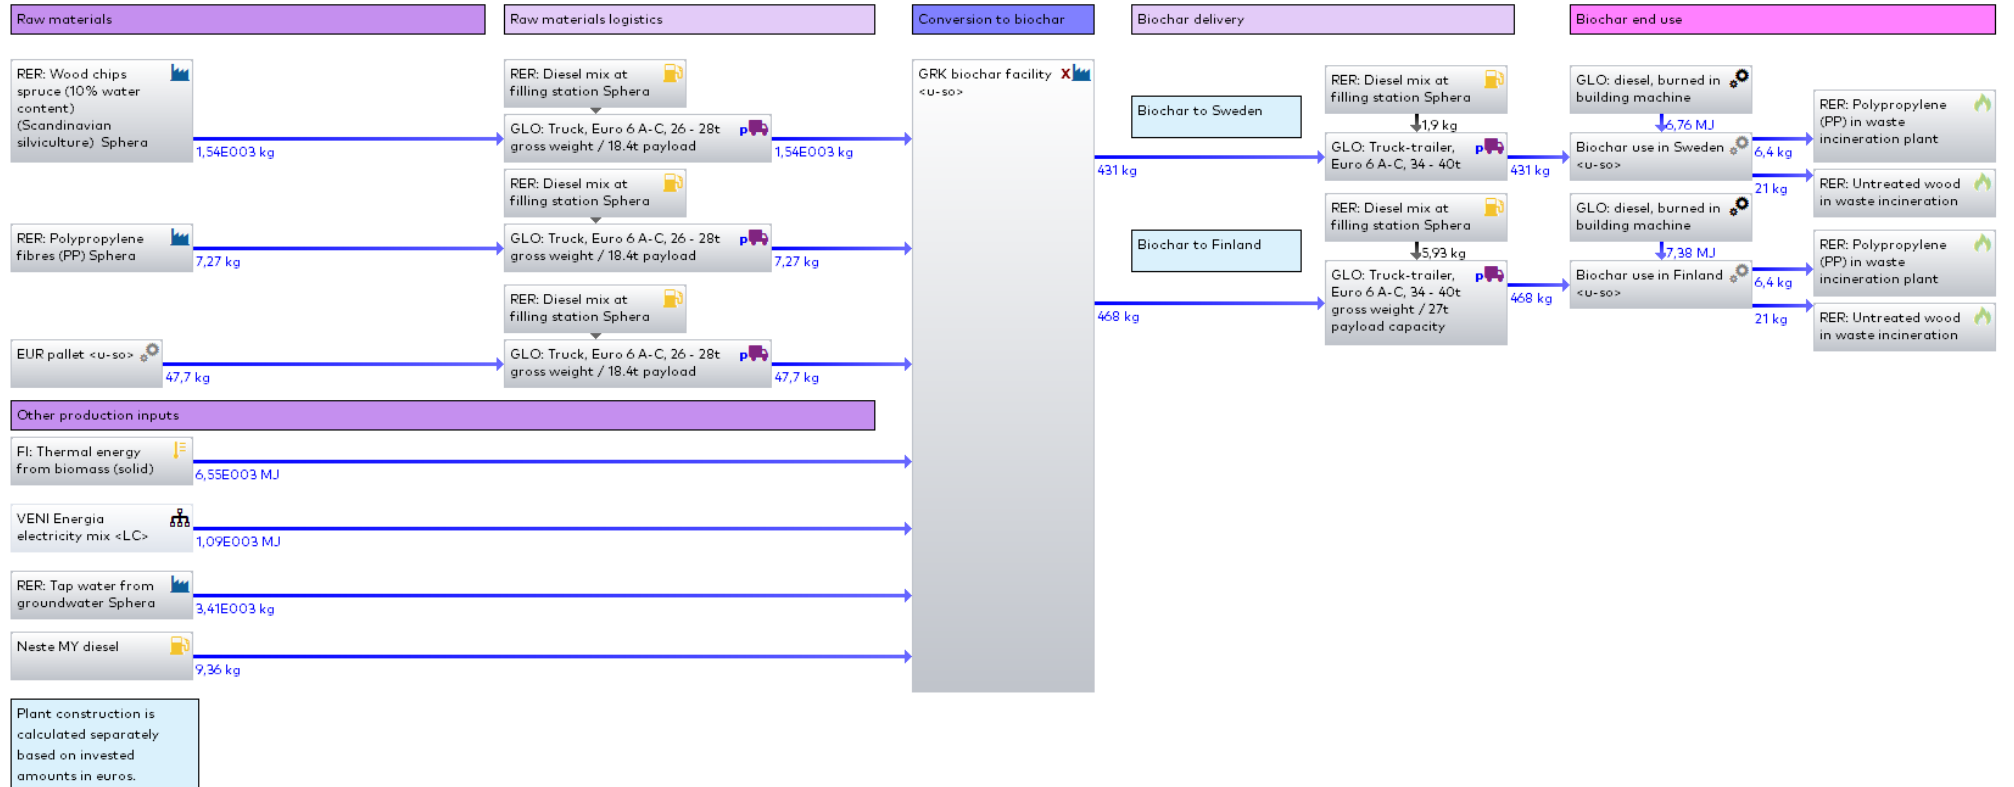 Raw materials
Raw materials logistics
Conversion to biochar
Biochar delivery
Biochar end use
RER: Wood chips
spruce (10% water
content)
(Scandinavian
silviculture) Sphera
1,54E003 kg
RER: Diesel mix at
filling station Sphera
GLO: Truck, Euro 6 A-C, 26 - 28t
gross weight / 18.4t payload
p
1,54E003 kg
RER: Polypropylene
fibres (PP) Sphera
7,27 kg
RER: Diesel mix at
filling station Sphera
GLO: Truck, Euro 6 A-C, 26 - 28t
gross weight / 18.4t payload
p
7,27 kg
EUR pallet <u-so>
47,7 kg
RER: Diesel mix at
filling station Sphera
GLO: Truck, Euro 6 A-C, 26 - 28t
gross weight / 18.4t payload
p
47,7 kg
GRK biochar facility
<u-so>
X
Other production inputs
FI: Thermal energy
from biomass (solid)
6,55E003 MJ
VENI Energia
electricity mix <LC>
1,09E003 MJ
RER: Tap water from
groundwater Sphera
3,41E003 kg
Neste MY diesel
9,36 kg
Plant construction is
calculated separately
based on invested
amounts in euros.
Biochar to Sweden
431 kg
RER: Diesel mix at
filling station Sphera
1,9 kg
GLO: Truck-trailer,
Euro 6 A-C, 34 - 40t
p
431 kg
GLO: diesel, burned in
building machine
6,76 MJ
Biochar use in Sweden
<u-so>
6,4 kg
21 kg
RER: Polypropylene
(PP) in waste
incineration plant
RER: Untreated wood
in waste incineration
Biochar to Finland
468 kg
RER: Diesel mix at
filling station Sphera
5,93 kg
GLO: Truck-trailer,
Euro 6 A-C, 34 - 40t
gross weight / 27t
payload capacity
p
468 kg
GLO: diesel, burned in
building machine
7,38 MJ
Biochar use in Finland
<u-so>
6,4 kg
21 kg
RER: Polypropylene
(PP) in waste
incineration plant
RER: Untreated wood
in waste incineration